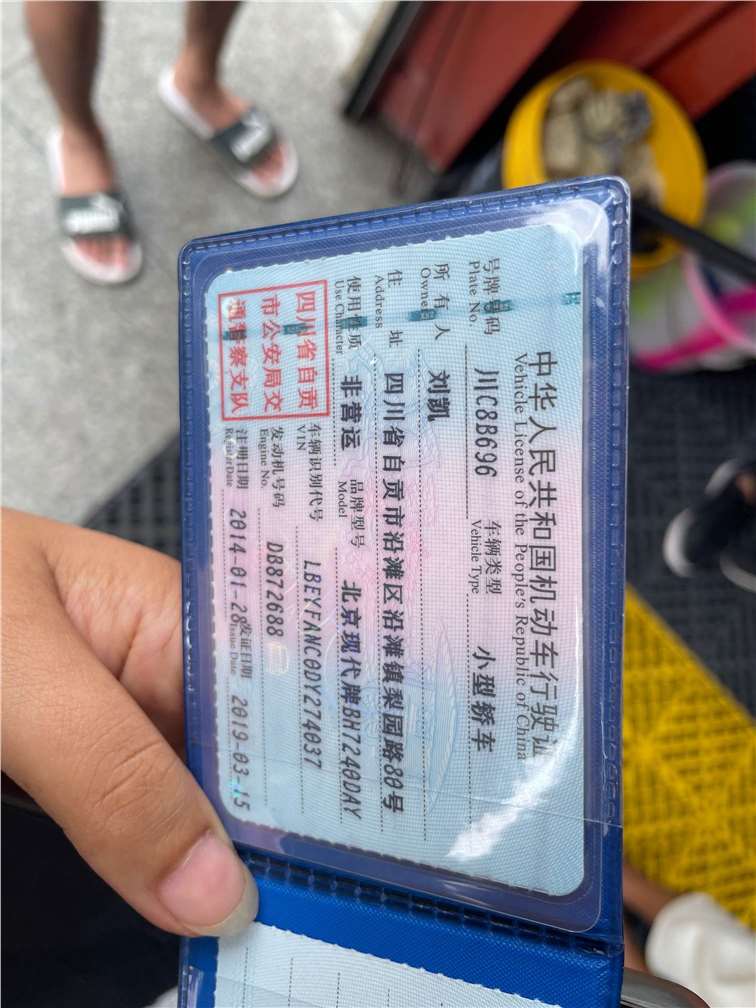 中华人民共和国机动车行驶证
Vehicle License of the People's Republic of China
号牌号码 川C8B696 车辆类型 小型轿车
Plate No. Vehicle Type
所有人 刘凯
Owner
住址 四川省自贡市沿滩区沿滩镇梨园路80号
Address
使用性质 非营运 品牌型号 北京现代牌BH7240DAY
Use Character Model
四川省自贡
市公安局交
通警察支队
车辆识别代号 LBEYFANC0DY274037
VIN
发动机号码 DB872688
Engine No.
注册日期 2014-01-28 发证日期 2019-03-15
Register Date Issue Date